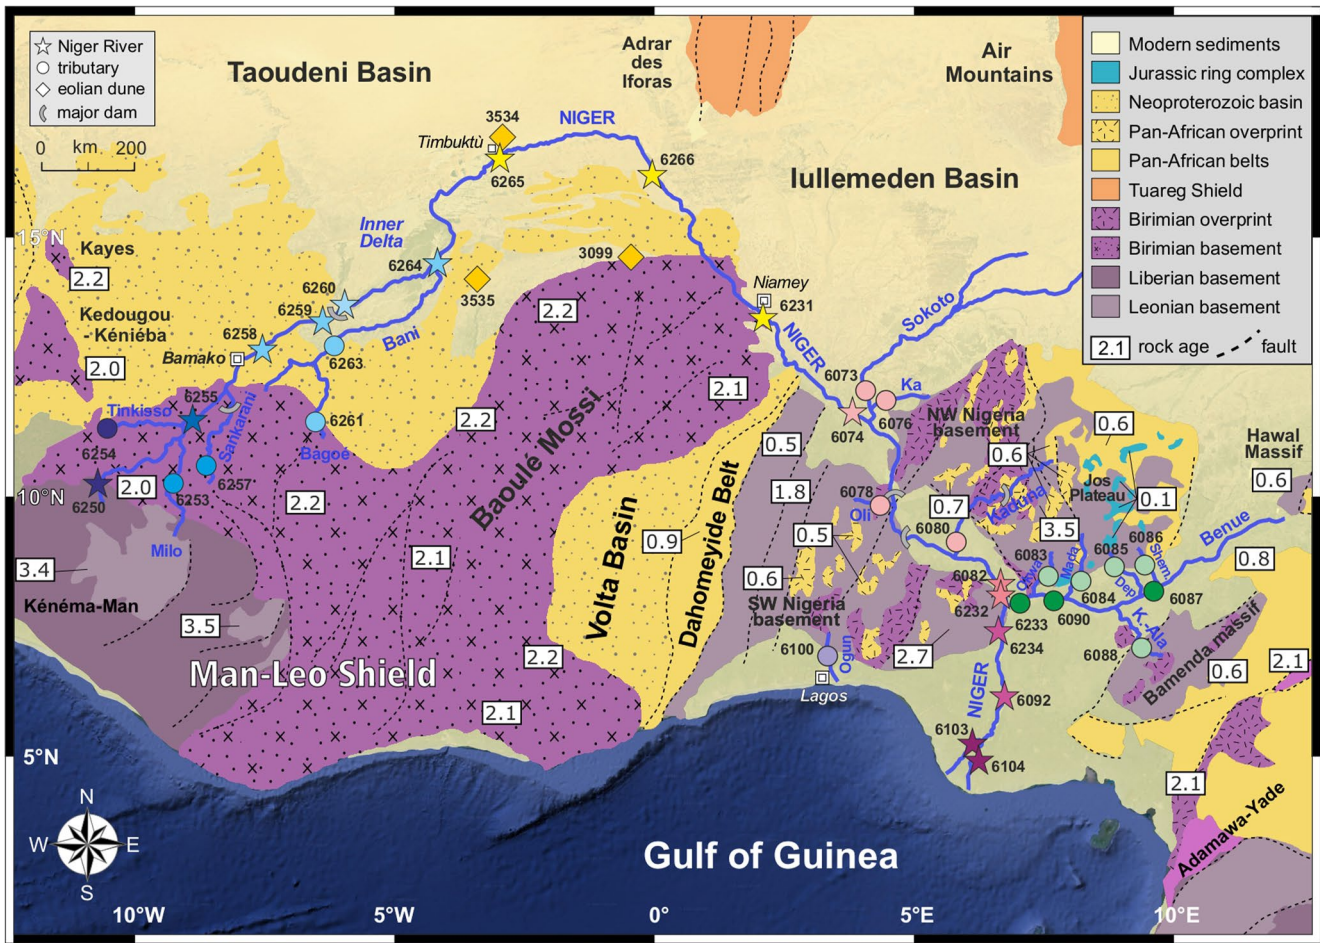 Niger River
tributary
eolian dune
major dam
0 km 200
Taoudeni Basin
Adrar
des
Iforas
Air
Mountains
Modern sediments
Jurassic ring complex
Neoproterozoic basin
Pan-African overprint
Pan-African belts
Tuareg Shield
Birimian overprint
Birimian basement
Liberian basement
Leonian basement
2.1 rock age
fault
3534
Timbuktù
NIGER
6265
6266
Iullemeden Basin
Inner
Delta
15°N
Kayes
2.2
6264
3535
3099
Niamey
6231
6260
6259
6258
Kedougou
-Kéniéba
Bamako
2.0
Bani
6263
2.2
NIGER
Sokoto
6073
Ka
6074
6076
2.1
6255
Tinkisso
Sankarani
6261
Bagoé
6254
2.2
Baoulé Mossi
0.5
NW Nigeria
basement
0.6
0.6
Hawal
Massif
0.6
10°N
2.0
6250
6253
6257
2.2
1.8
6078
Oli
0.7
Kaduna
Jos
Plateau
0.1
3.5
Milo
2.1
0.9
Volta Basin
Dahomeyide Belt
0.5
6080
6083
Okwa
Mada
6085
6086
Shem.
Benue
3.4
Kénéma-Man
3.5
0.6
SW Nigeria
basement
6082
6232
6233
6090
6084
Dep
6087
0.8
2.2
6100
Ogun
2.7
6234
K.-Ala
6088
Bamenda massif
0.6
2.1
Man-Leo Shield
Lagos
NIGER
6092
2.1
6103
6104
5°N
2.1
Adamawa-Yade
N
W
E
S
Gulf of Guinea
10°W
5°W
0°
5°E
10°E